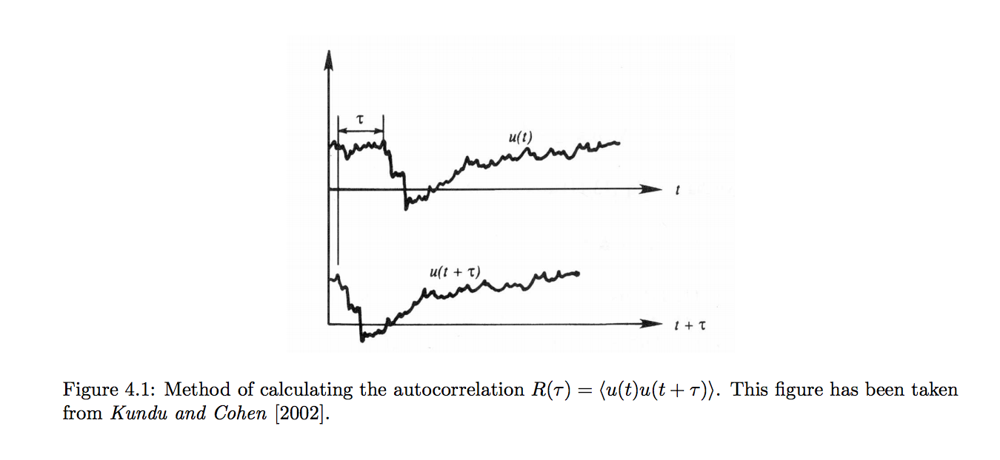 τ
u(t)
t
u(t + τ)
t + τ
Figure 4.1: Method of calculating the autocorrelation R(τ) = ⟨u(t)u(t + τ)⟩. This figure has been taken
from Kundu and Cohen [2002].